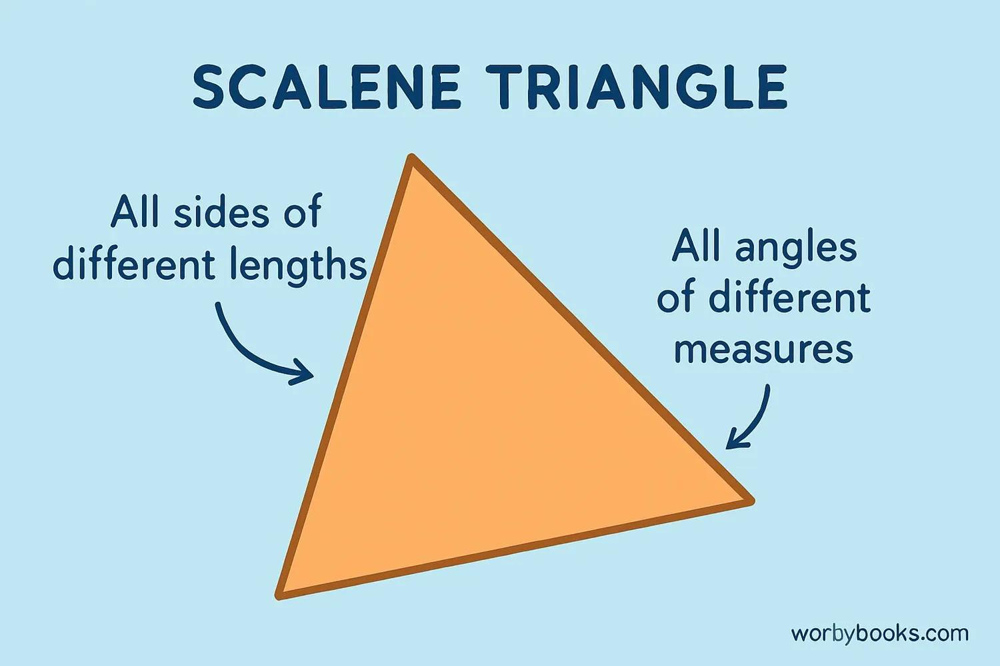 SCALENE TRIANGLE
All sides of
different lengths
All angles
of different
measures
worbybooks.com